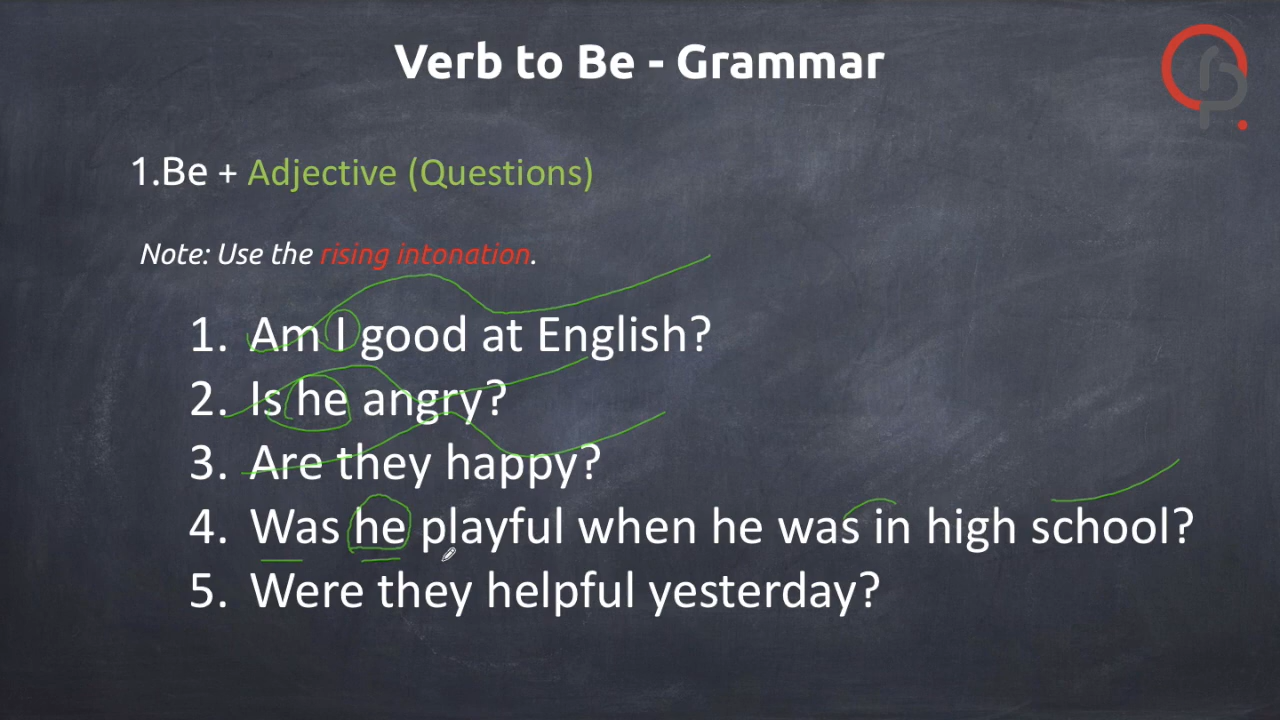 Verb to Be - Grammar
1.Be + Adjective (Questions)
Note: Use the rising intonation.
1. Am I good at English?
2. Is he angry?
3. Are they happy?
4. Was he playful when he was in high school?
5. Were they helpful yesterday?